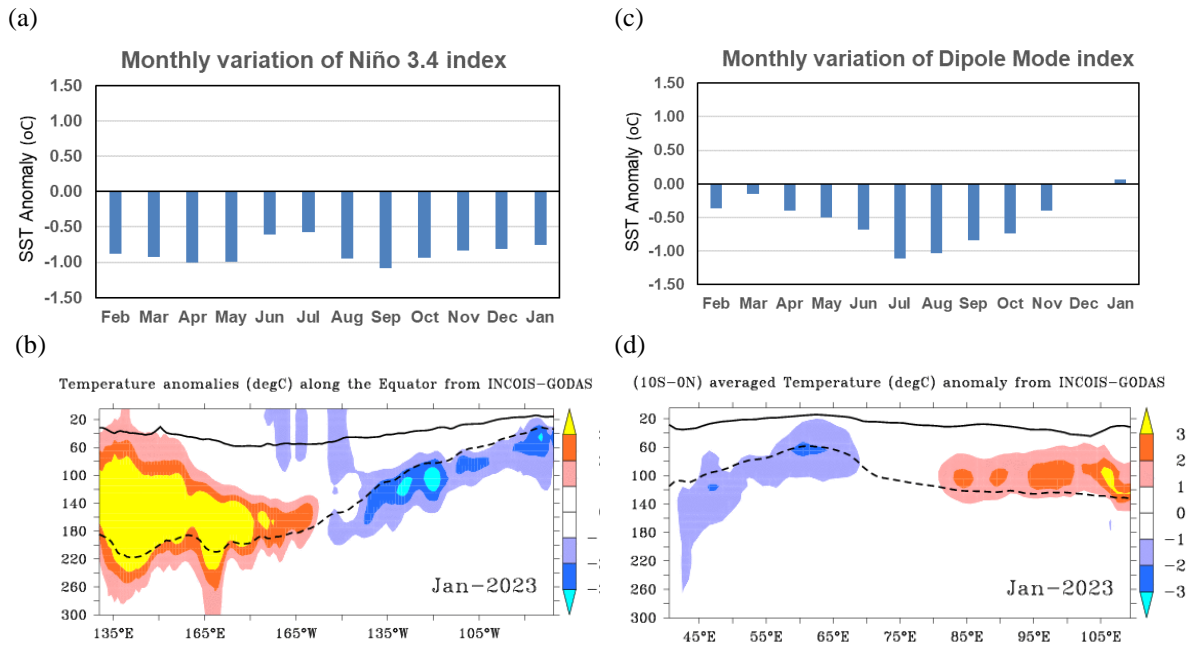 (a)
Monthly variation of Niño 3.4 index
SST Anomaly (oC)
1.50
1.00
0.50
0.00
-0.50
-1.00
-1.50
Feb Mar Apr May Jun Jul Aug Sep Oct Nov Dec Jan
(c)
Monthly variation of Dipole Mode index
SST Anomaly (oC)
1.50
1.00
0.50
0.00
-0.50
-1.00
-1.50
Feb Mar Apr May Jun Jul Aug Sep Oct Nov Dec Jan
(b)
Temperature anomalies (degC) along the Equator from INCOIS-GODAS
20
60
100
140
180
220
260
300
135°E 165°E 165°W 135°W 105°W
Jan-2023
(d)
(10S-0N) averaged Temperature (degC) anomaly from INCOIS-GODAS
20
60
100
140
180
220
260
300
45°E 55°E 65°E 75°E 85°E 95°E 105°E
Jan-2023
3
2
1
0
-1
-2
-3